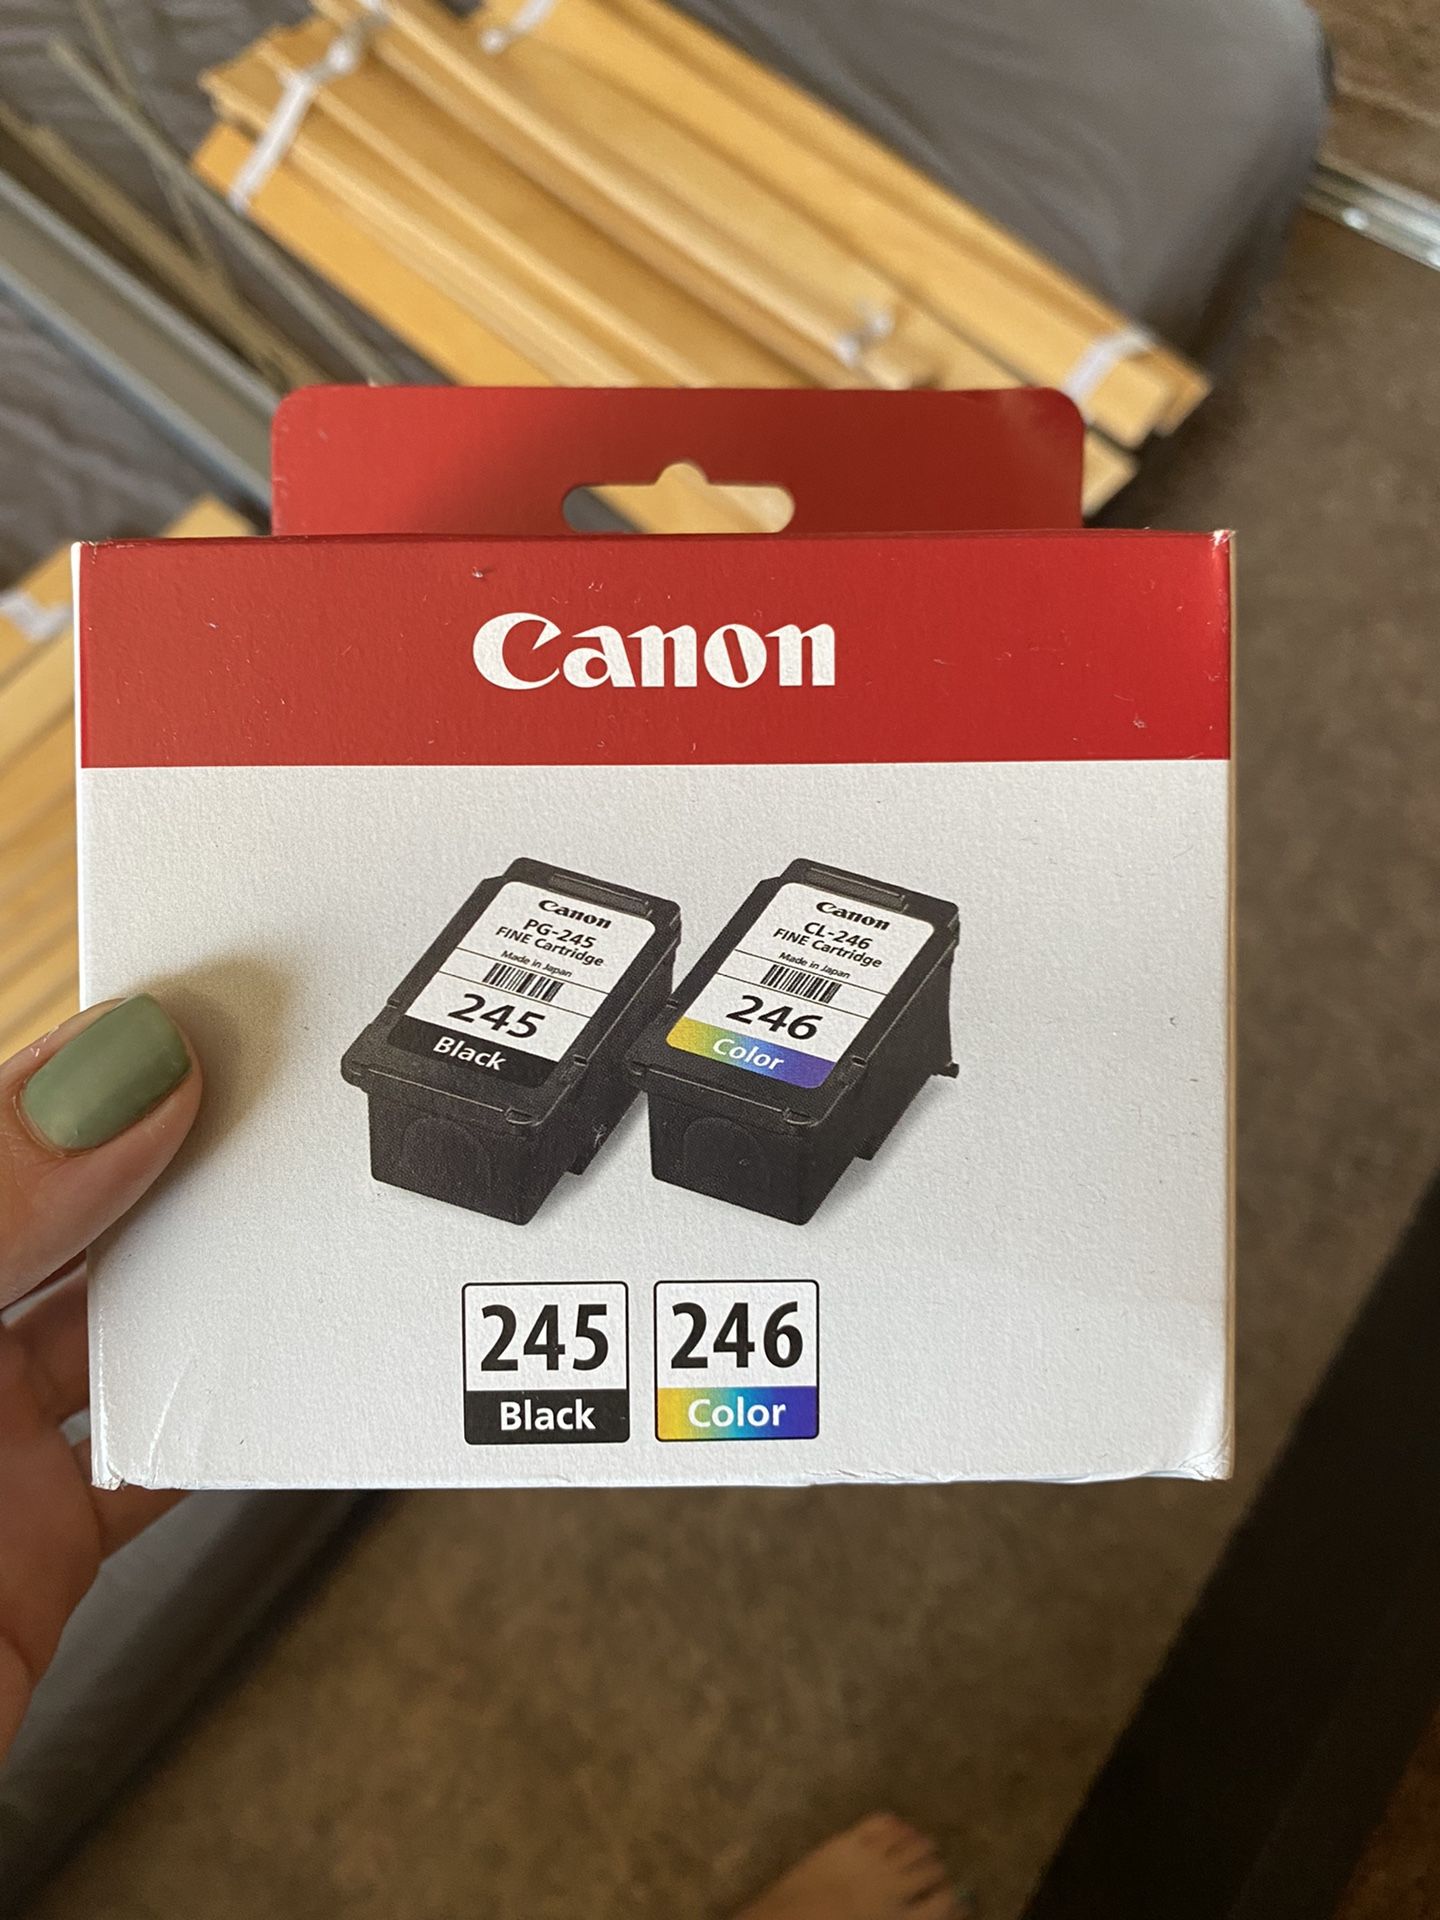 Canon
Canon
PG-245
FINE Cartridge
Made in Japan
245
Black
Canon
CL-246
FINE Cartridge
Made in Japan
246
Color
245
Black
246
Color